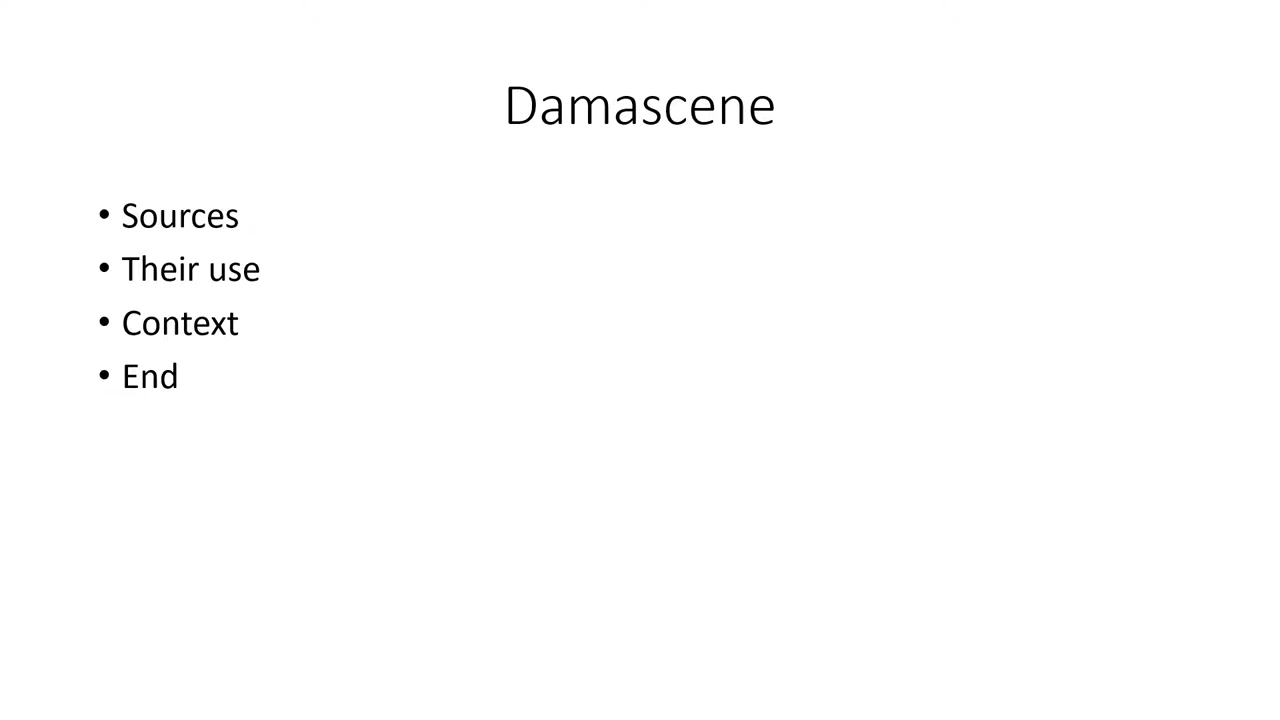 Damascene
• Sources
• Their use
• Context
• End